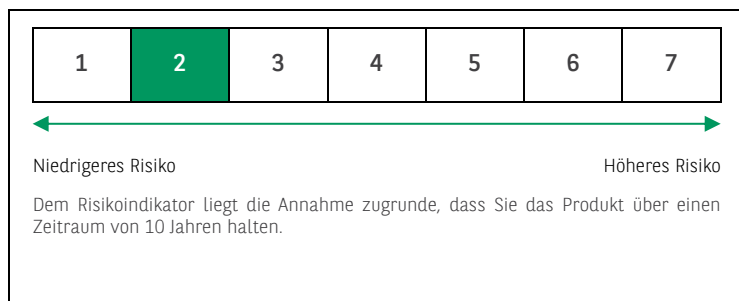 1 2 3 4 5 6 7
Niedrigeres Risiko Höheres Risiko
Dem Risikoindikator liegt die Annahme zugrunde, dass Sie das Produkt über einen
Zeitraum von 10 Jahren halten.